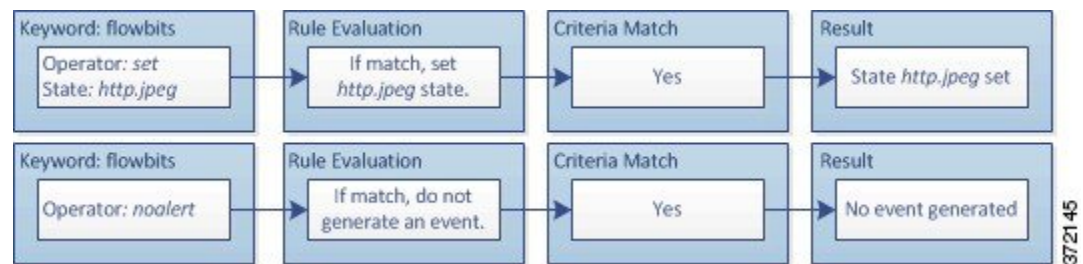 Keyword: flowbits
Operator: set
State: http.jpeg
Rule Evaluation
If match, set
http.jpeg state.
Criteria Match
Yes
Result
State http.jpeg set
Keyword: flowbits
Operator: noalert
Rule Evaluation
If match, do not
generate an event.
Criteria Match
Yes
Result
No event generated
372145